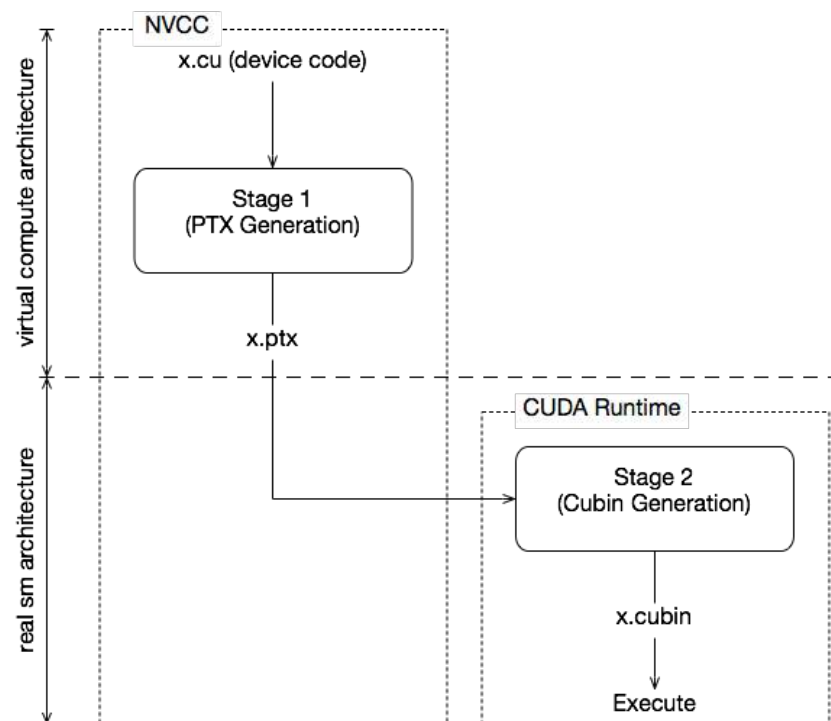 NVCC
x.cu (device code)
virtual compute architecture
Stage 1
(PTX Generation)
x.ptx
real sm architecture
CUDA Runtime
Stage 2
(Cubin Generation)
x.cubin
Execute